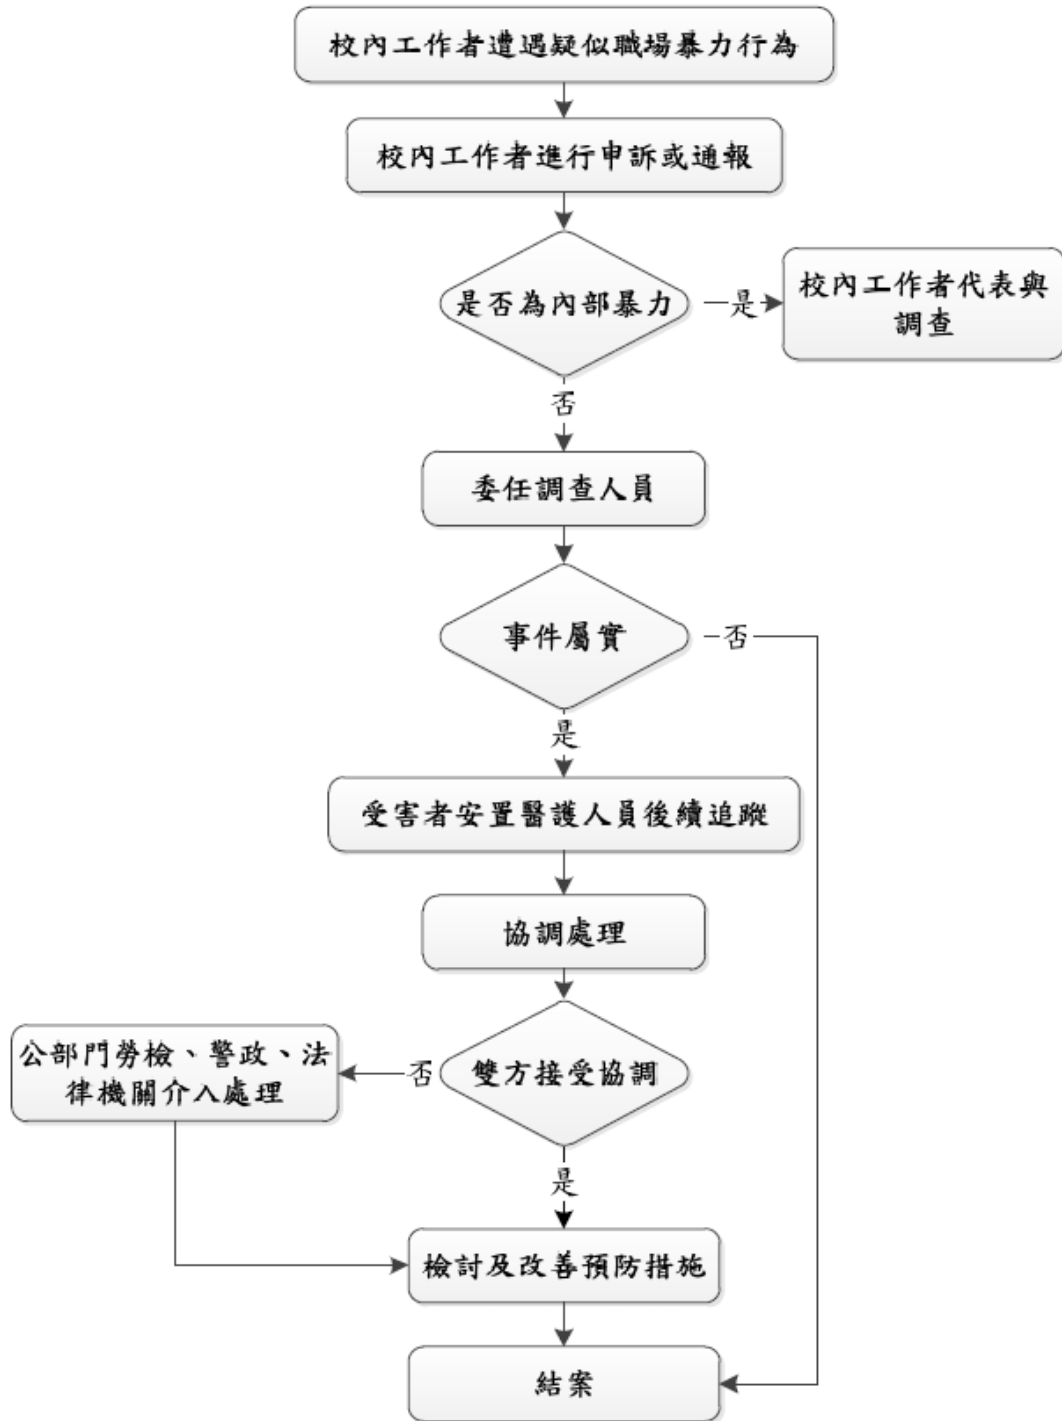 校內工作者遭遇疑似職場暴力行為
校內工作者進行申訴或通報
是否為內部暴力
是
校內工作者代表與
調查
否
委任調查人員
事件屬實
否
是
受害者安置醫護人員後續追蹤
協調處理
雙方接受協調
否
公部門勞檢、警政、法
律機關介入處理
是
檢討及改善預防措施
結案